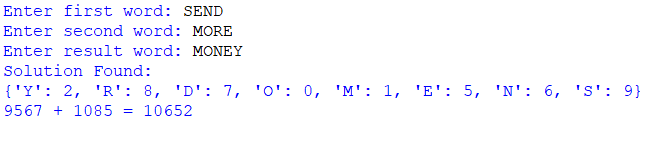 Enter first word: SEND
Enter second word: MORE
Enter result word: MONEY
Solution Found:
{'Y': 2, 'R': 8, 'D': 7, 'O': 0, 'M': 1, 'E': 5, 'N': 6, 'S': 9}
9567 + 1085 = 10652